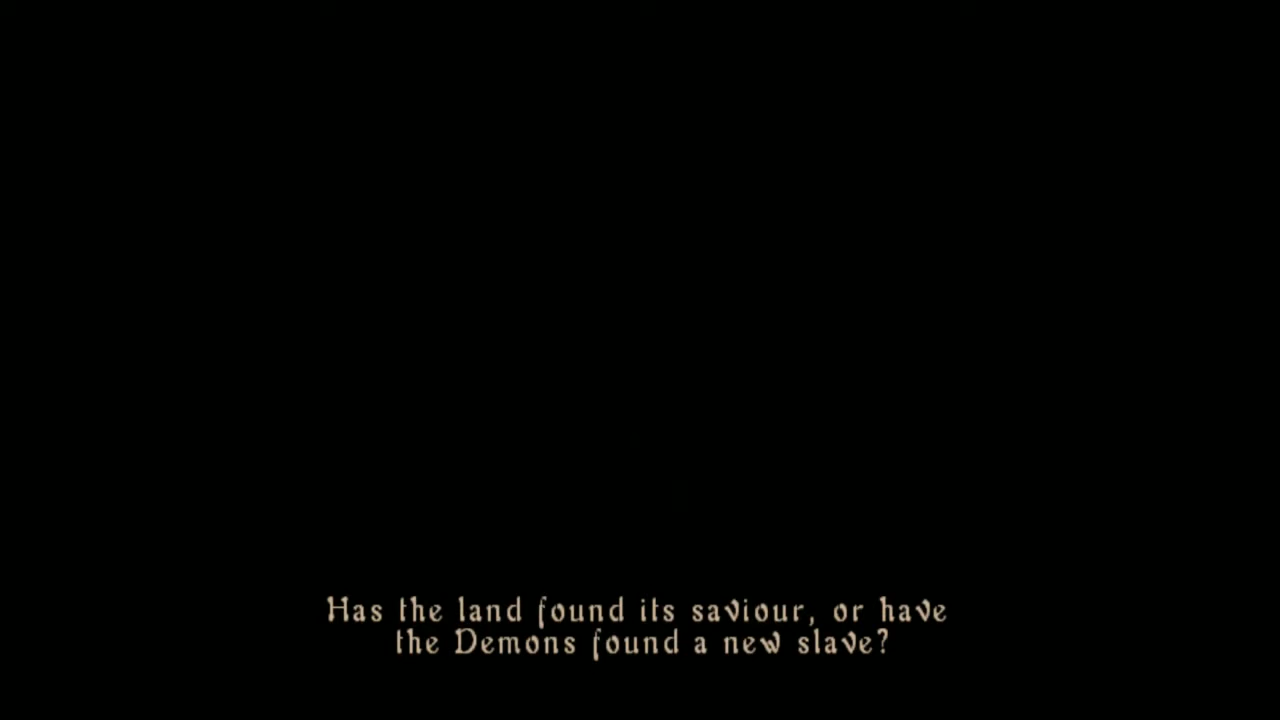 Has the land found its saviour, or have
the Demons found a new slave?